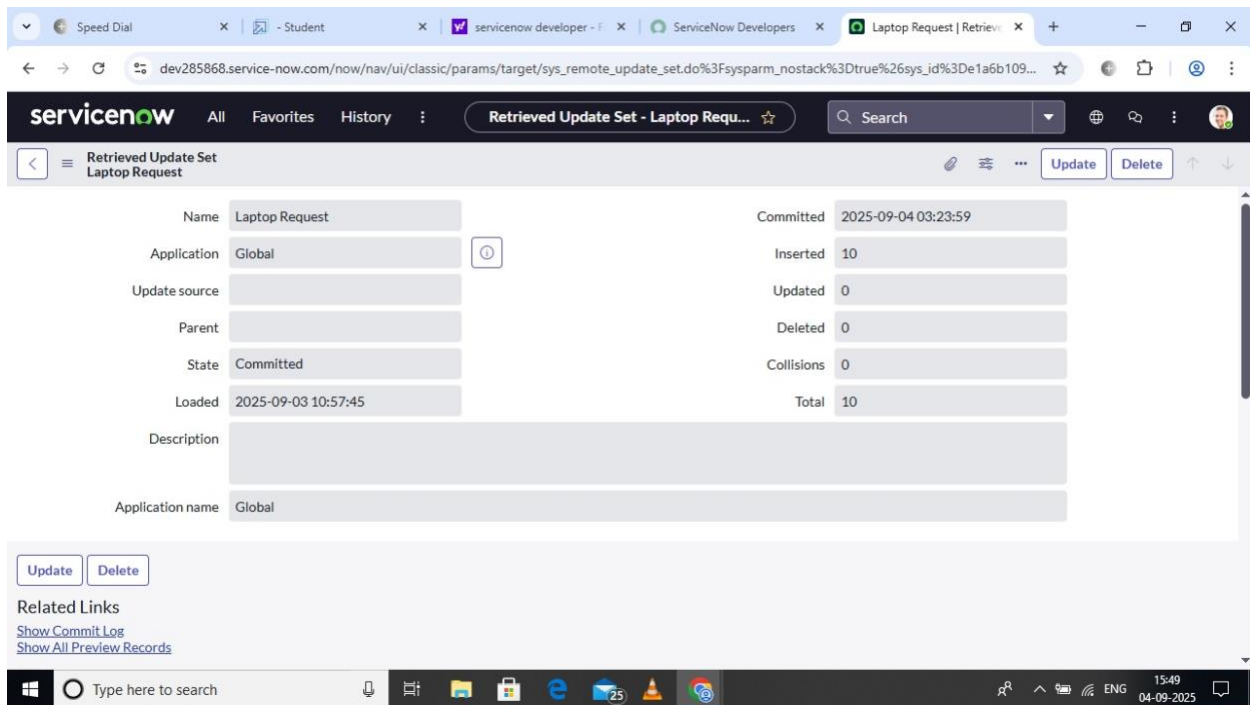 Speed Dial
- Student
servicenow developer - F
ServiceNow Developers
Laptop Request | Retrieve
dev285868.service-now.com/now/nav/ui/classic/params/target/sys_remote_update_set.do%3Fsysparm_nostack%3Dtrue%26sys_id%3De1a6b109...
servicenow All Favorites History Retrieved Update Set - Laptop Requ... Search
Retrieved Update Set
Laptop Request
Update Delete
Name Laptop Request Committed 2025-09-04 03:23:59
Application Global Inserted 10
Update source Updated 0
Parent Deleted 0
State Committed Collisions 0
Loaded 2025-09-03 10:57:45 Total 10
Description
Application name Global
Update Delete
Related Links
Show Commit Log
Show All Preview Records
Type here to search 25 ENG 15:49
04-09-2025